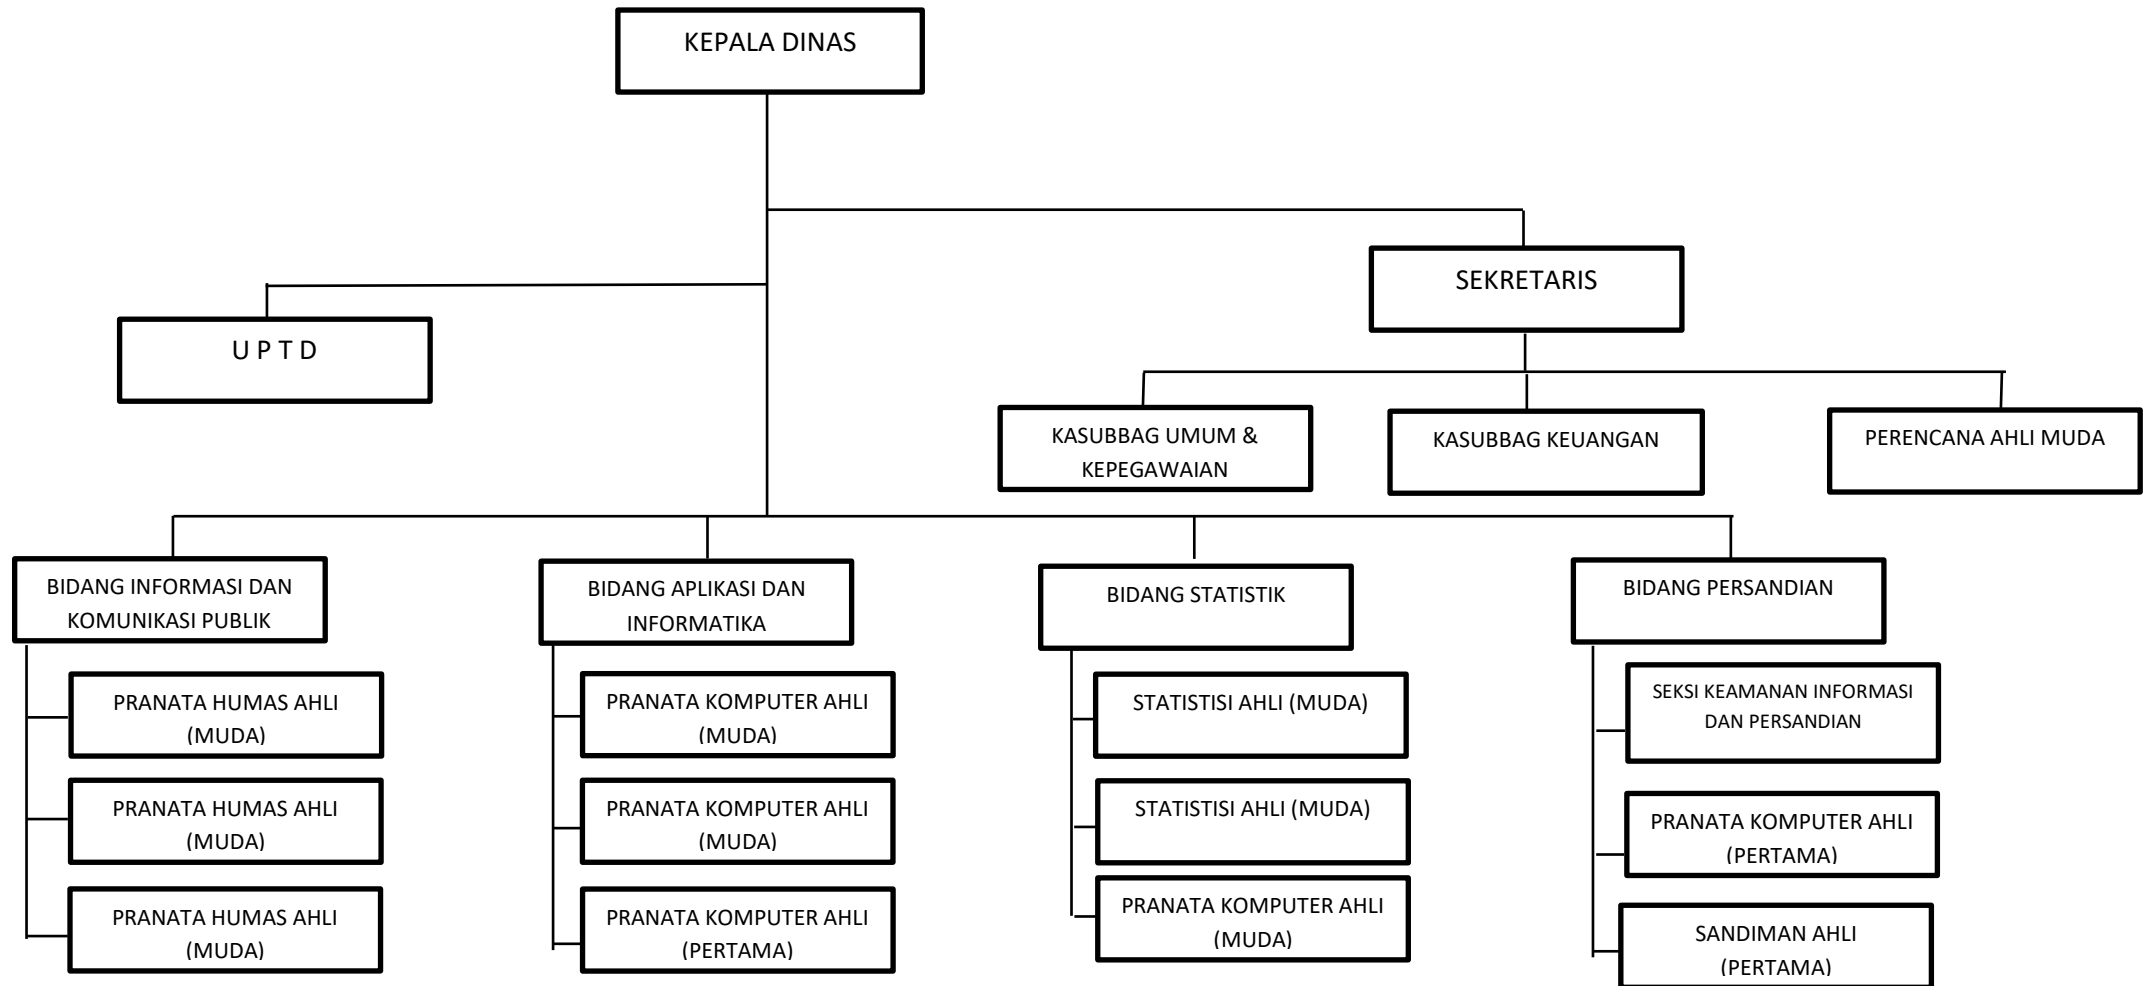 KEPALA DINAS
SEKRETARIS
U P T D
KASUBBAG UMUM &
KEPEGAWAIAN
KASUBBAG KEUANGAN
PERENCANA AHLI MUDA
BIDANG INFORMASI DAN
KOMUNIKASI PUBLIK
PRANATA HUMAS AHLI
(MUDA)
PRANATA HUMAS AHLI
(MUDA)
PRANATA HUMAS AHLI
(MUDA)
BIDANG APLIKASI DAN
INFORMATIKA
PRANATA KOMPUTER AHLI
(MUDA)
PRANATA KOMPUTER AHLI
(MUDA)
PRANATA KOMPUTER AHLI
(PERTAMA)
BIDANG STATISTIK
STATISTISI AHLI (MUDA)
STATISTISI AHLI (MUDA)
PRANATA KOMPUTER AHLI
(MUDA)
BIDANG PERSANDIAN
SEKSI KEAMANAN INFORMASI
DAN PERSANDIAN
PRANATA KOMPUTER AHLI
(PERTAMA)
SANDIMAN AHLI
(PERTAMA)